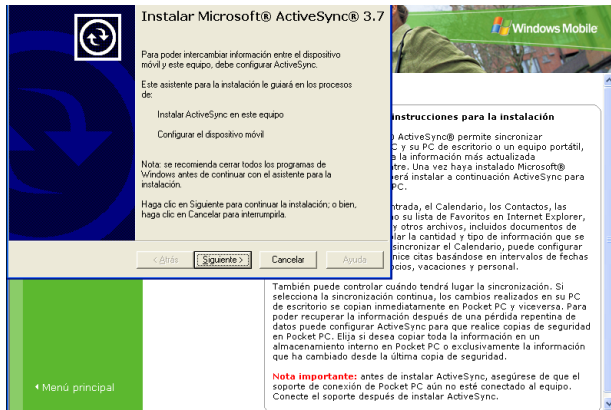 Instalar Microsoft® ActiveSync® 3.7
Para poder intercambiar información entre el dispositivo
móvil y este equipo, debe configurar ActiveSync.
Este asistente para la instalación le guiará en los procesos
de:
Instalar ActiveSync en este equipo
Configurar el dispositivo móvil
Nota: se recomienda cerrar todos los programas de
Windows antes de continuar con el asistente para la
instalación.
Haga clic en Siguiente para continuar la instalación; o bien,
haga clic en Cancelar para interrumpirla.
< Atrás
Siguiente >
Cancelar
Ayuda
Windows Mobile
instrucciones para la instalación
ActiveSync® permite sincronizar
C y su PC de escritorio o un equipo portátil,
a la información más actualizada
ntre. Una vez haya instalado Microsoft®
erá instalar a continuación ActiveSync para
PC.
ntrada, el Calendario, los Contactos, las
o su lista de Favoritos en Internet Explorer,
y otros archivos, incluidos documentos de
lar la cantidad y tipo de información que se
sincronizar el Calendario, puede configurar
nice citas basándose en intervalos de fechas
ocios, vacaciones y personal.
También puede controlar cuándo tendrá lugar la sincronización. Si
selecciona la sincronización continua, los cambios realizados en su PC
de escritorio se copian inmediatamente en Pocket PC y viceversa. Para
poder recuperar la información después de una pérdida repentina de
datos puede configurar ActiveSync para que realice copias de seguridad
en Pocket PC. Elija si desea copiar toda la información en un
almacenamiento interno en Pocket PC o exclusivamente la información
que ha cambiado desde la última copia de seguridad.
Nota importante: antes de instalar ActiveSync, asegúrese de que el
soporte de conexión de Pocket PC aún no esté conectado al equipo.
Conecte el soporte después de instalar ActiveSync.
Menú principal